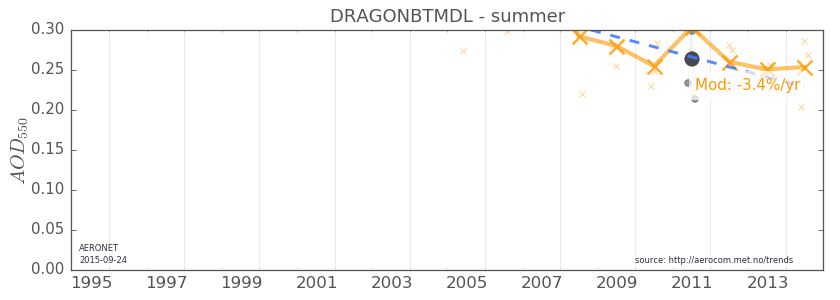 DRAGONBTMDL - summer
0.30
0.25
0.20
0.15
0.10
0.05
0.00
AOD550
Mod: -3.4%/yr
AERONET
2015-09-24
source: http://aerocom.met.no/trends
1995 1997 1999 2001 2003 2005 2007 2009 2011 2013